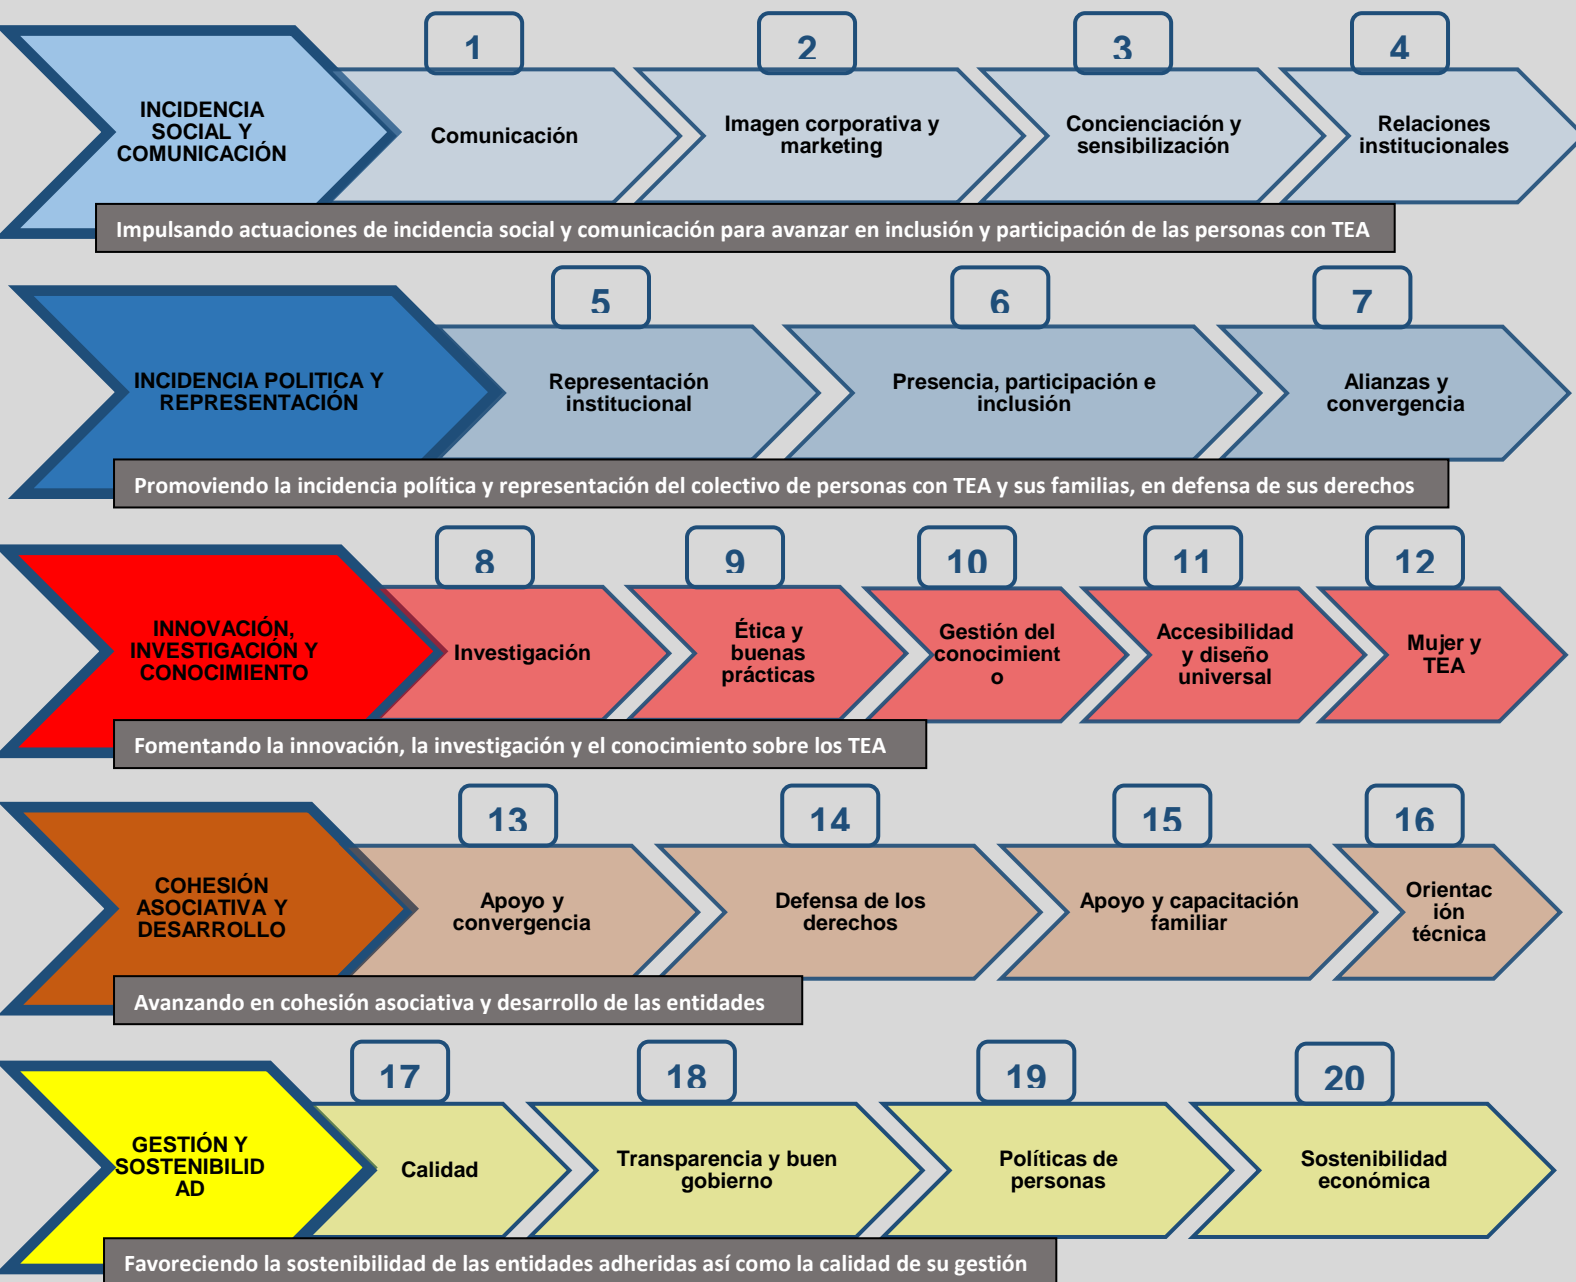 1
2
3
4
INCIDENCIA
SOCIAL Y
COMUNICACIÓN
Comunicación
Imagen corporativa y
marketing
Concienciación y
sensibilización
Relaciones
institucionales
Impulsando actuaciones de incidencia social y comunicación para avanzar en inclusión y participación de las personas con TEA
5
6
7
INCIDENCIA POLITICA Y
REPRESENTACIÓN
Representación
institucional
Presencia, participación e
inclusión
Alianzas y
convergencia
Promoviendo la incidencia política y representación del colectivo de personas con TEA y sus familias, en defensa de sus derechos
8
9
10
11
12
INNOVACIÓN,
INVESTIGACIÓN Y
CONOCIMIENTO
Investigación
Ética y
buenas
prácticas
Gestión del
conocimient
o
Accesibilidad
y diseño
universal
Mujer y
TEA
Fomentando la innovación, la investigación y el conocimiento sobre los TEA
13
14
15
16
COHESIÓN
ASOCIATIVA Y
DESARROLLO
Apoyo y
convergencia
Defensa de los
derechos
Apoyo y capacitación
familiar
Orientac
ión
técnica
Avanzando en cohesión asociativa y desarrollo de las entidades
17
18
19
20
GESTIÓN Y
SOSTENIBILID
AD
Calidad
Transparencia y buen
gobierno
Políticas de
personas
Sostenibilidad
económica
Favoreciendo la sostenibilidad de las entidades adheridas así como la calidad de su gestión